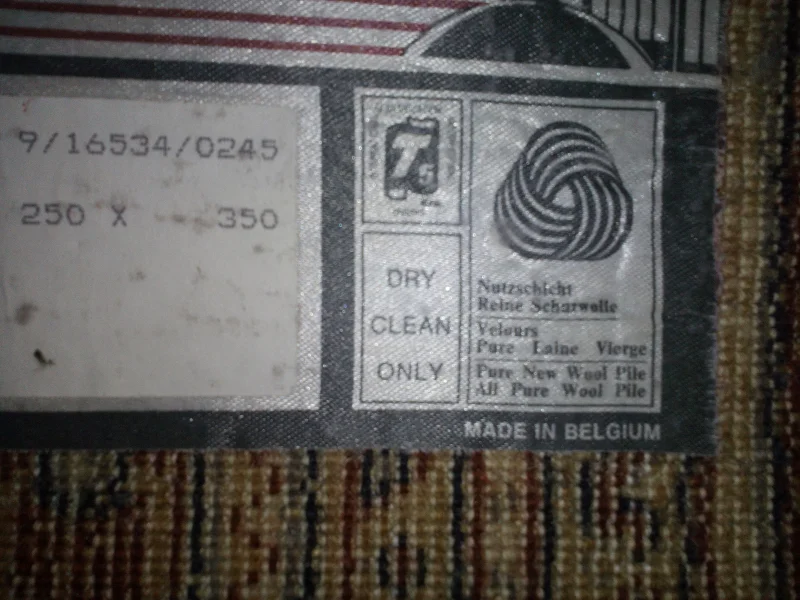 9/16534/0245
250 X 350
DRY
CLEAN
ONLY
Nutzschicht
Reine Schurwolle
Velours
Pure Laine Vierge
Pure New Wool Pile
All Pure Wool Pile
MADE IN BELGIUM